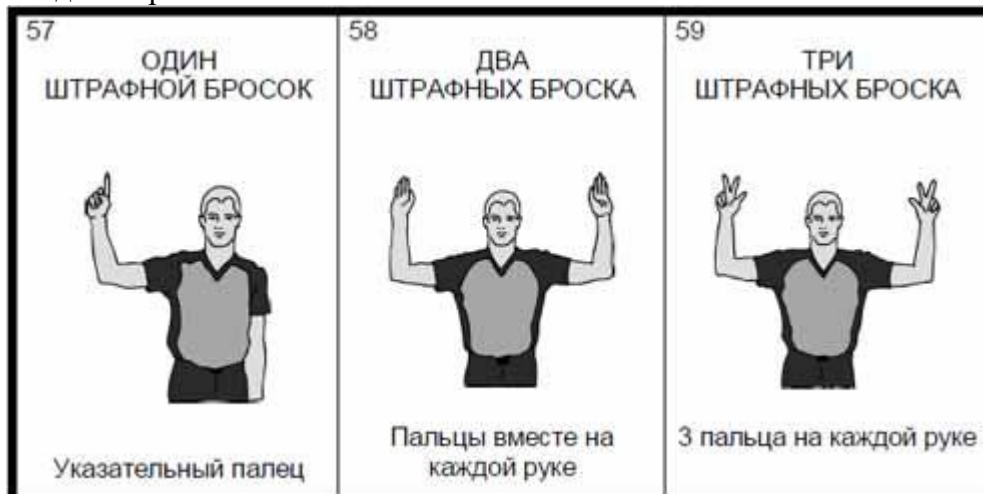 57
ОДИН
ШТРАФНОЙ БРОСОК
Указательный палец
58
ДВА
ШТРАФНЫХ БРОСКА
Пальцы вместе на
каждой руке
59
ТРИ
ШТРАФНЫХ БРОСКА
3 пальца на каждой руке